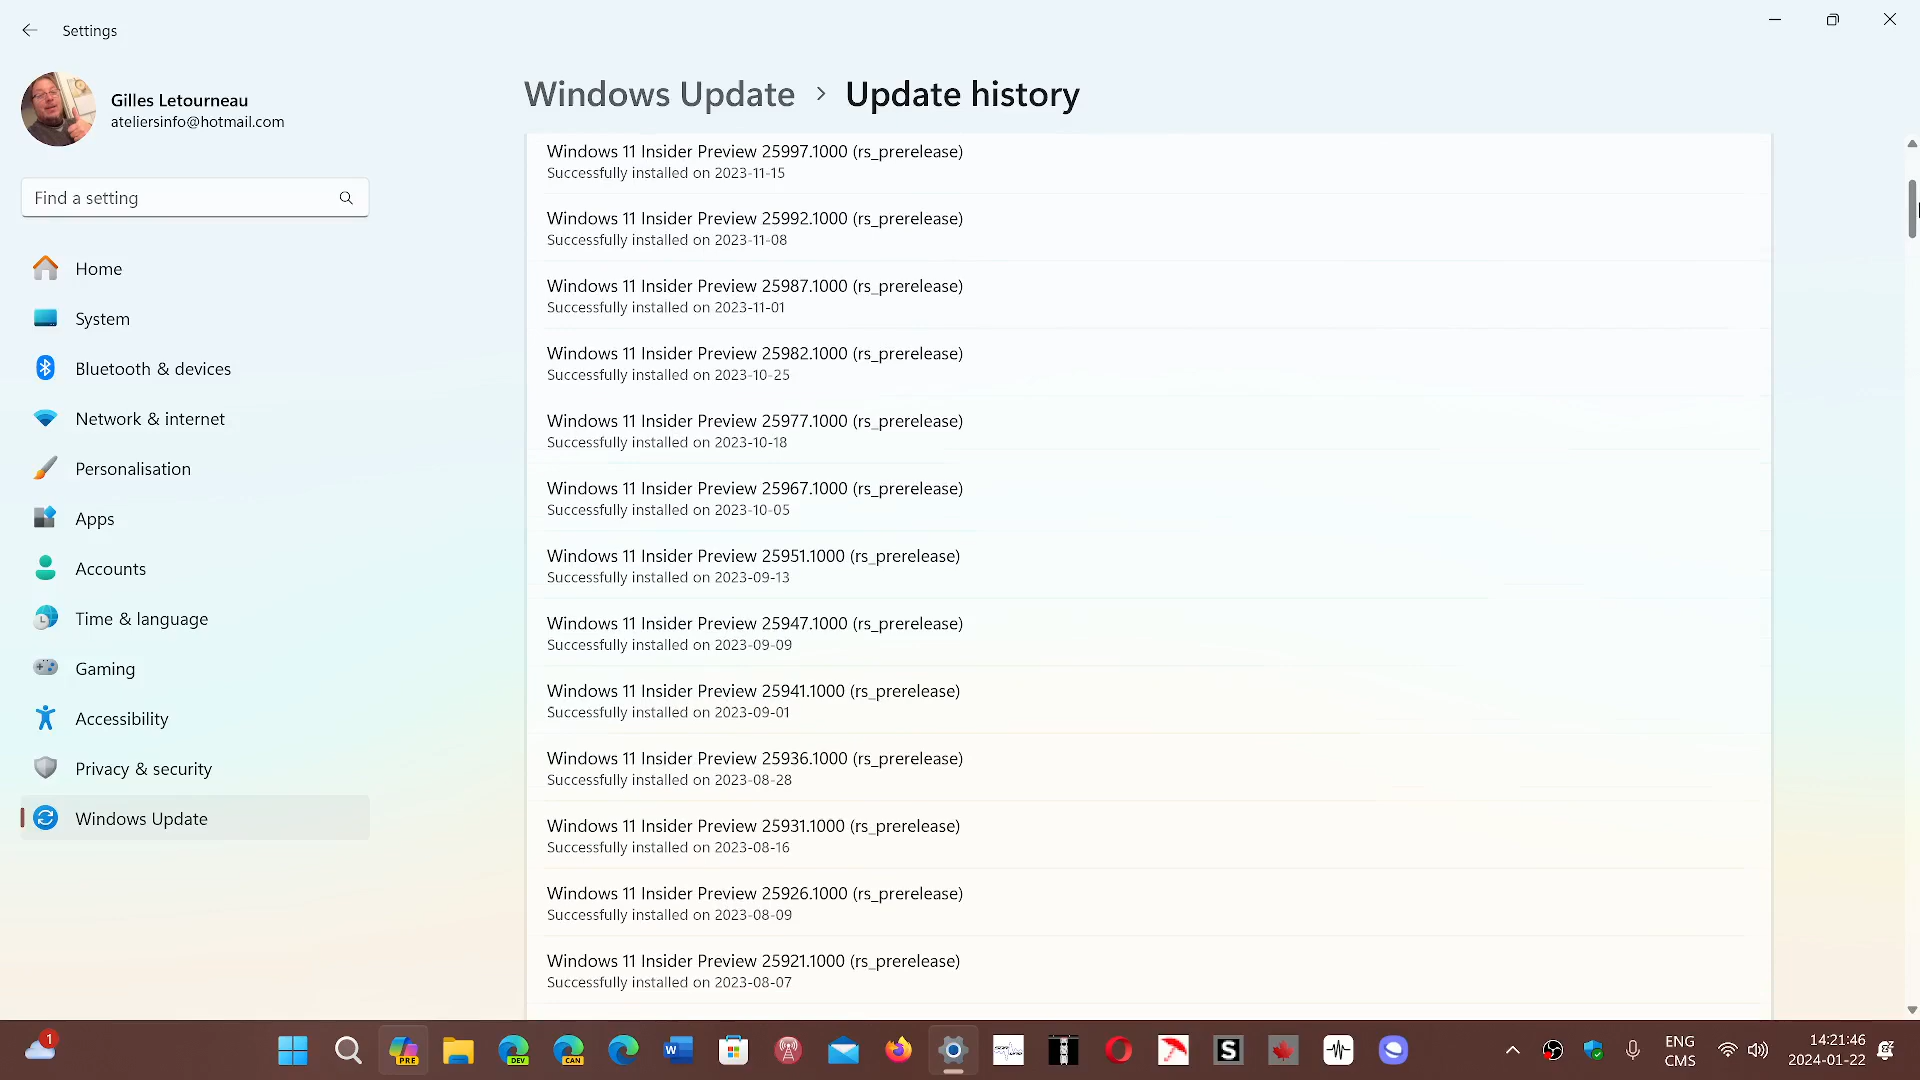 Settings
Gilles Letourneau
ateliersinfo@hotmail.com
Find a setting
Home
System
Bluetooth & devices
Network & internet
Personalisation
Apps
Accounts
Time & language
Gaming
Accessibility
Privacy & security
Windows Update
Windows Update > Update history
Windows 11 Insider Preview 25997.1000 (rs_prerelease)
Successfully installed on 2023-11-15
Windows 11 Insider Preview 25992.1000 (rs_prerelease)
Successfully installed on 2023-11-08
Windows 11 Insider Preview 25987.1000 (rs_prerelease)
Successfully installed on 2023-11-01
Windows 11 Insider Preview 25982.1000 (rs_prerelease)
Successfully installed on 2023-10-25
Windows 11 Insider Preview 25977.1000 (rs_prerelease)
Successfully installed on 2023-10-18
Windows 11 Insider Preview 25967.1000 (rs_prerelease)
Successfully installed on 2023-10-05
Windows 11 Insider Preview 25951.1000 (rs_prerelease)
Successfully installed on 2023-09-13
Windows 11 Insider Preview 25947.1000 (rs_prerelease)
Successfully installed on 2023-09-09
Windows 11 Insider Preview 25941.1000 (rs_prerelease)
Successfully installed on 2023-09-01
Windows 11 Insider Preview 25936.1000 (rs_prerelease)
Successfully installed on 2023-08-28
Windows 11 Insider Preview 25931.1000 (rs_prerelease)
Successfully installed on 2023-08-16
Windows 11 Insider Preview 25926.1000 (rs_prerelease)
Successfully installed on 2023-08-09
Windows 11 Insider Preview 25921.1000 (rs_prerelease)
Successfully installed on 2023-08-07
1
PRE
DEV
CAN
W
S
ENG
CMS
14:21:46
2024-01-22